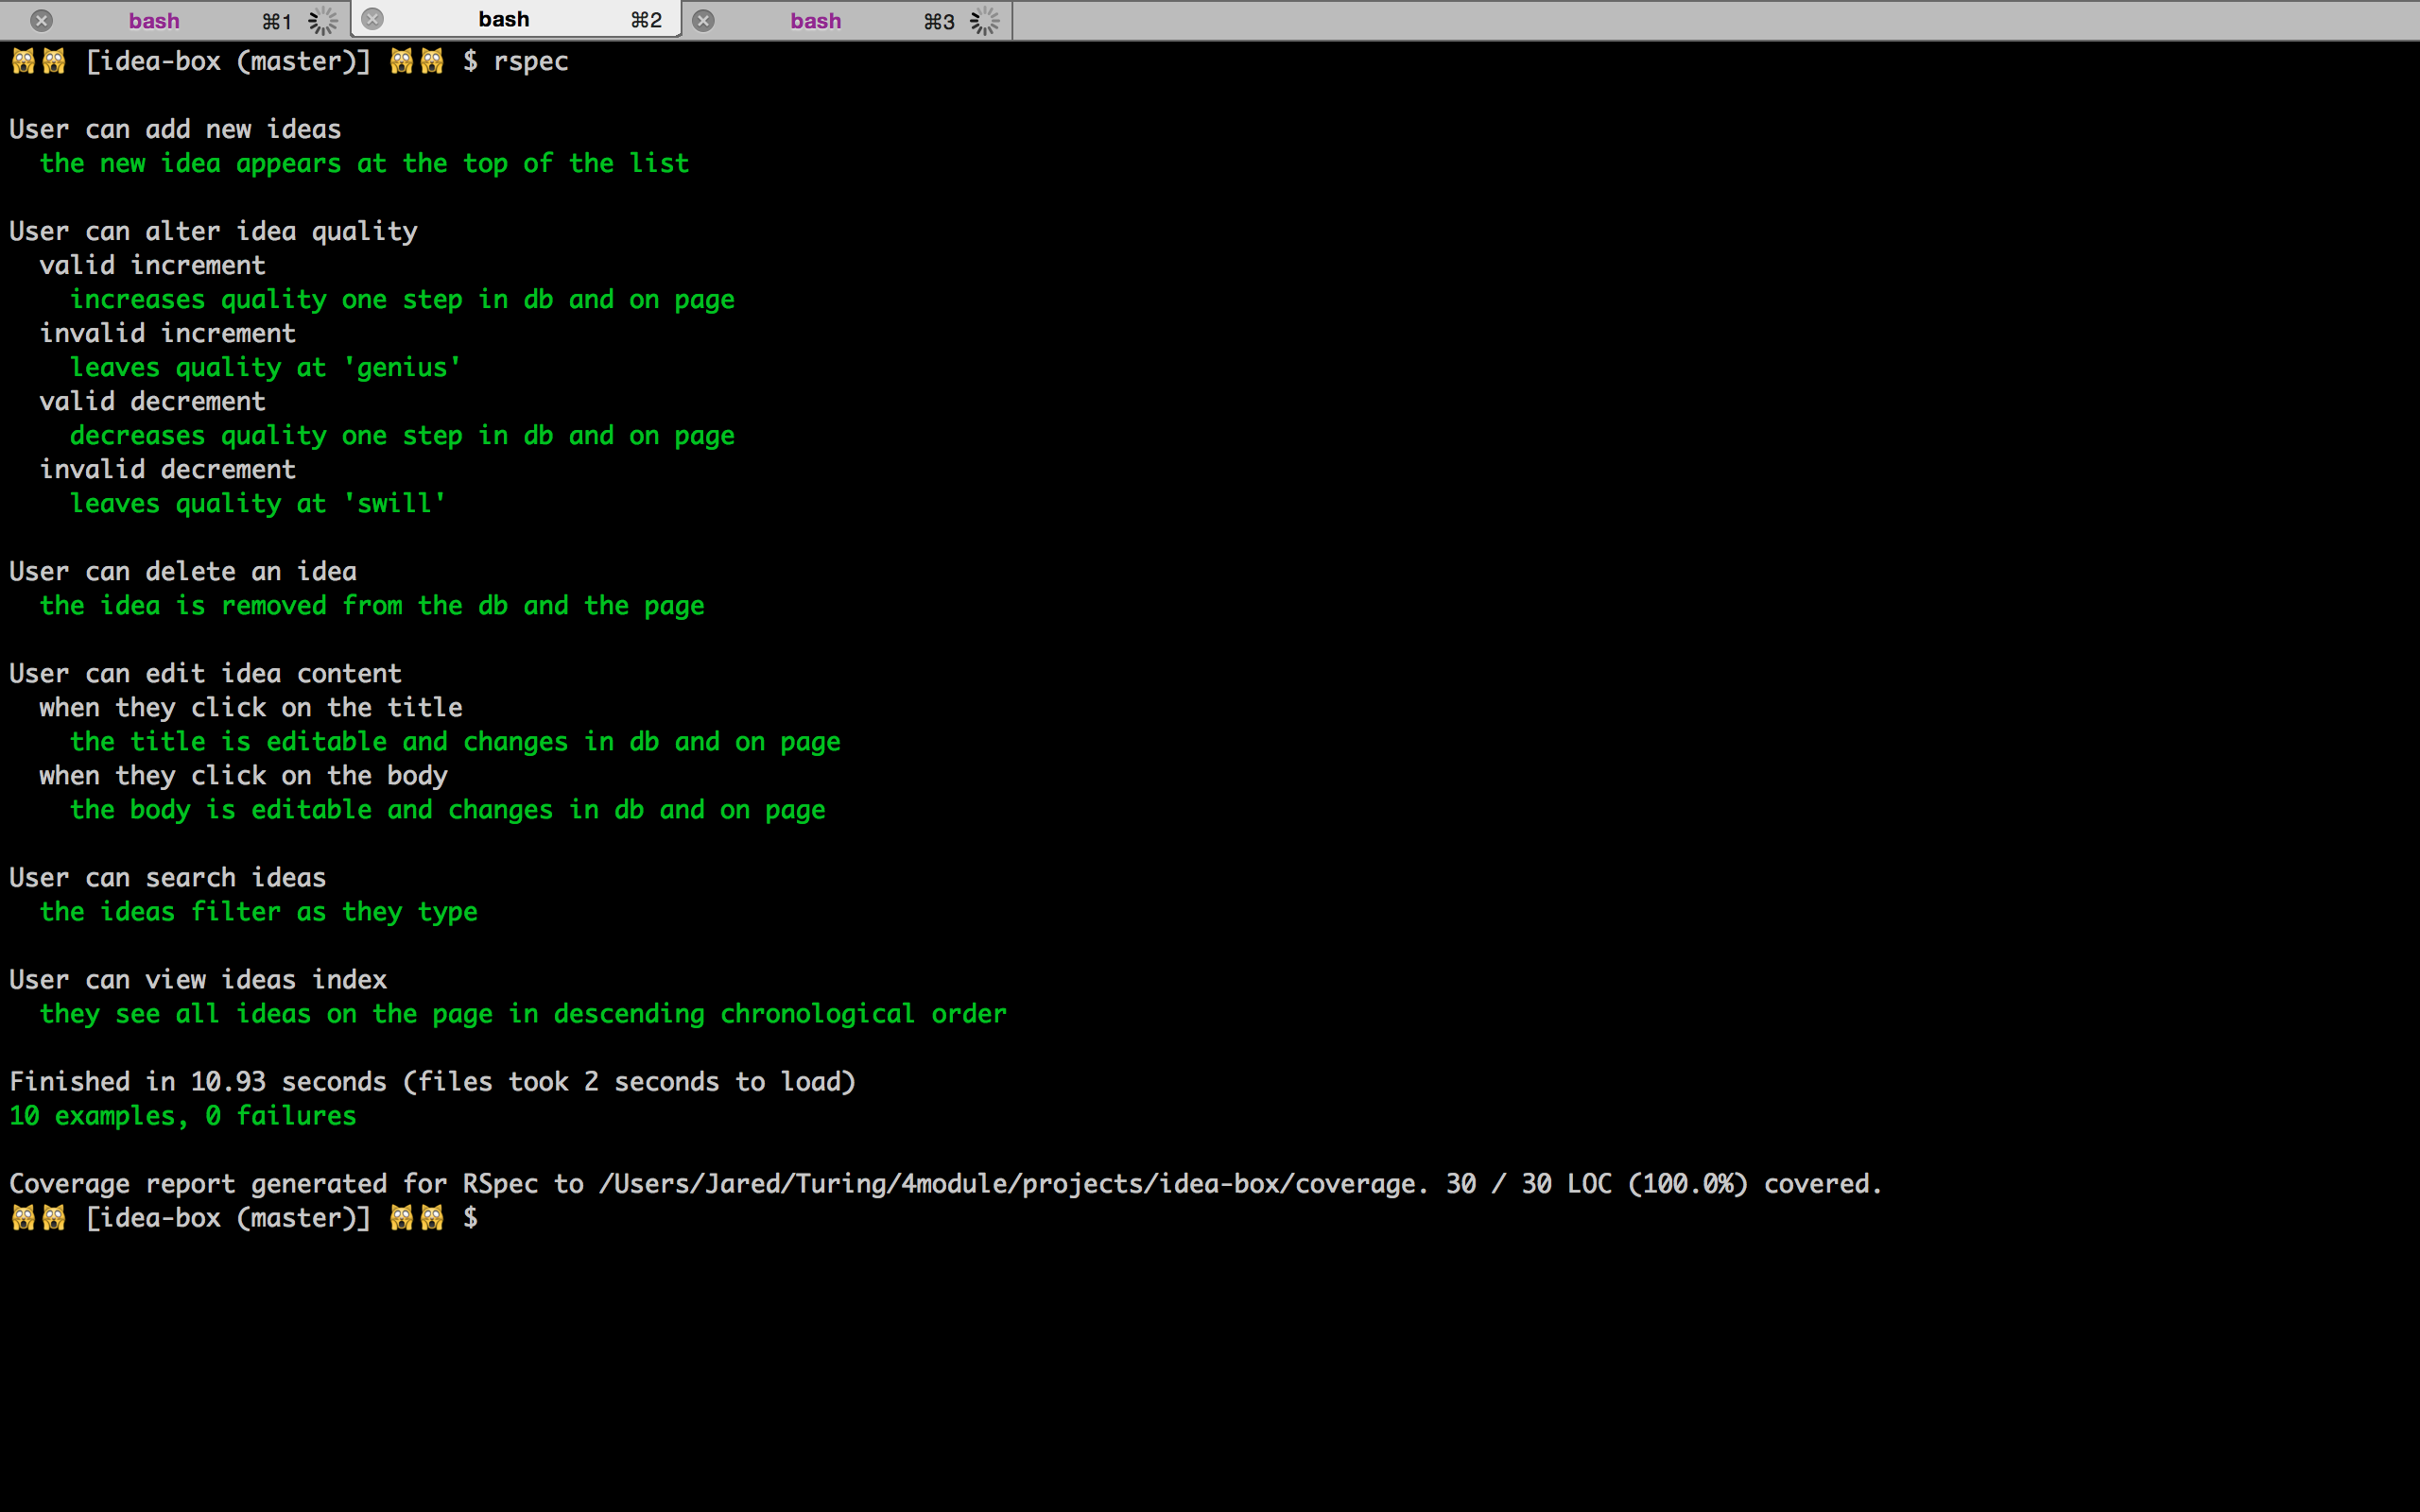 bash ⌘1 bash ⌘2 bash ⌘3
🙀🙀 [idea-box (master)] 🙀🙀 $ rspec
User can add new ideas
the new idea appears at the top of the list
User can alter idea quality
valid increment
increases quality one step in db and on page
invalid increment
leaves quality at 'genius'
valid decrement
decreases quality one step in db and on page
invalid decrement
leaves quality at 'swill'
User can delete an idea
the idea is removed from the db and the page
User can edit idea content
when they click on the title
the title is editable and changes in db and on page
when they click on the body
the body is editable and changes in db and on page
User can search ideas
the ideas filter as they type
User can view ideas index
they see all ideas on the page in descending chronological order
Finished in 10.93 seconds (files took 2 seconds to load)
10 examples, 0 failures
Coverage report generated for RSpec to /Users/Jared/Turing/4module/projects/idea-box/coverage. 30 / 30 LOC (100.0%) covered.
🙀🙀 [idea-box (master)] 🙀🙀 $